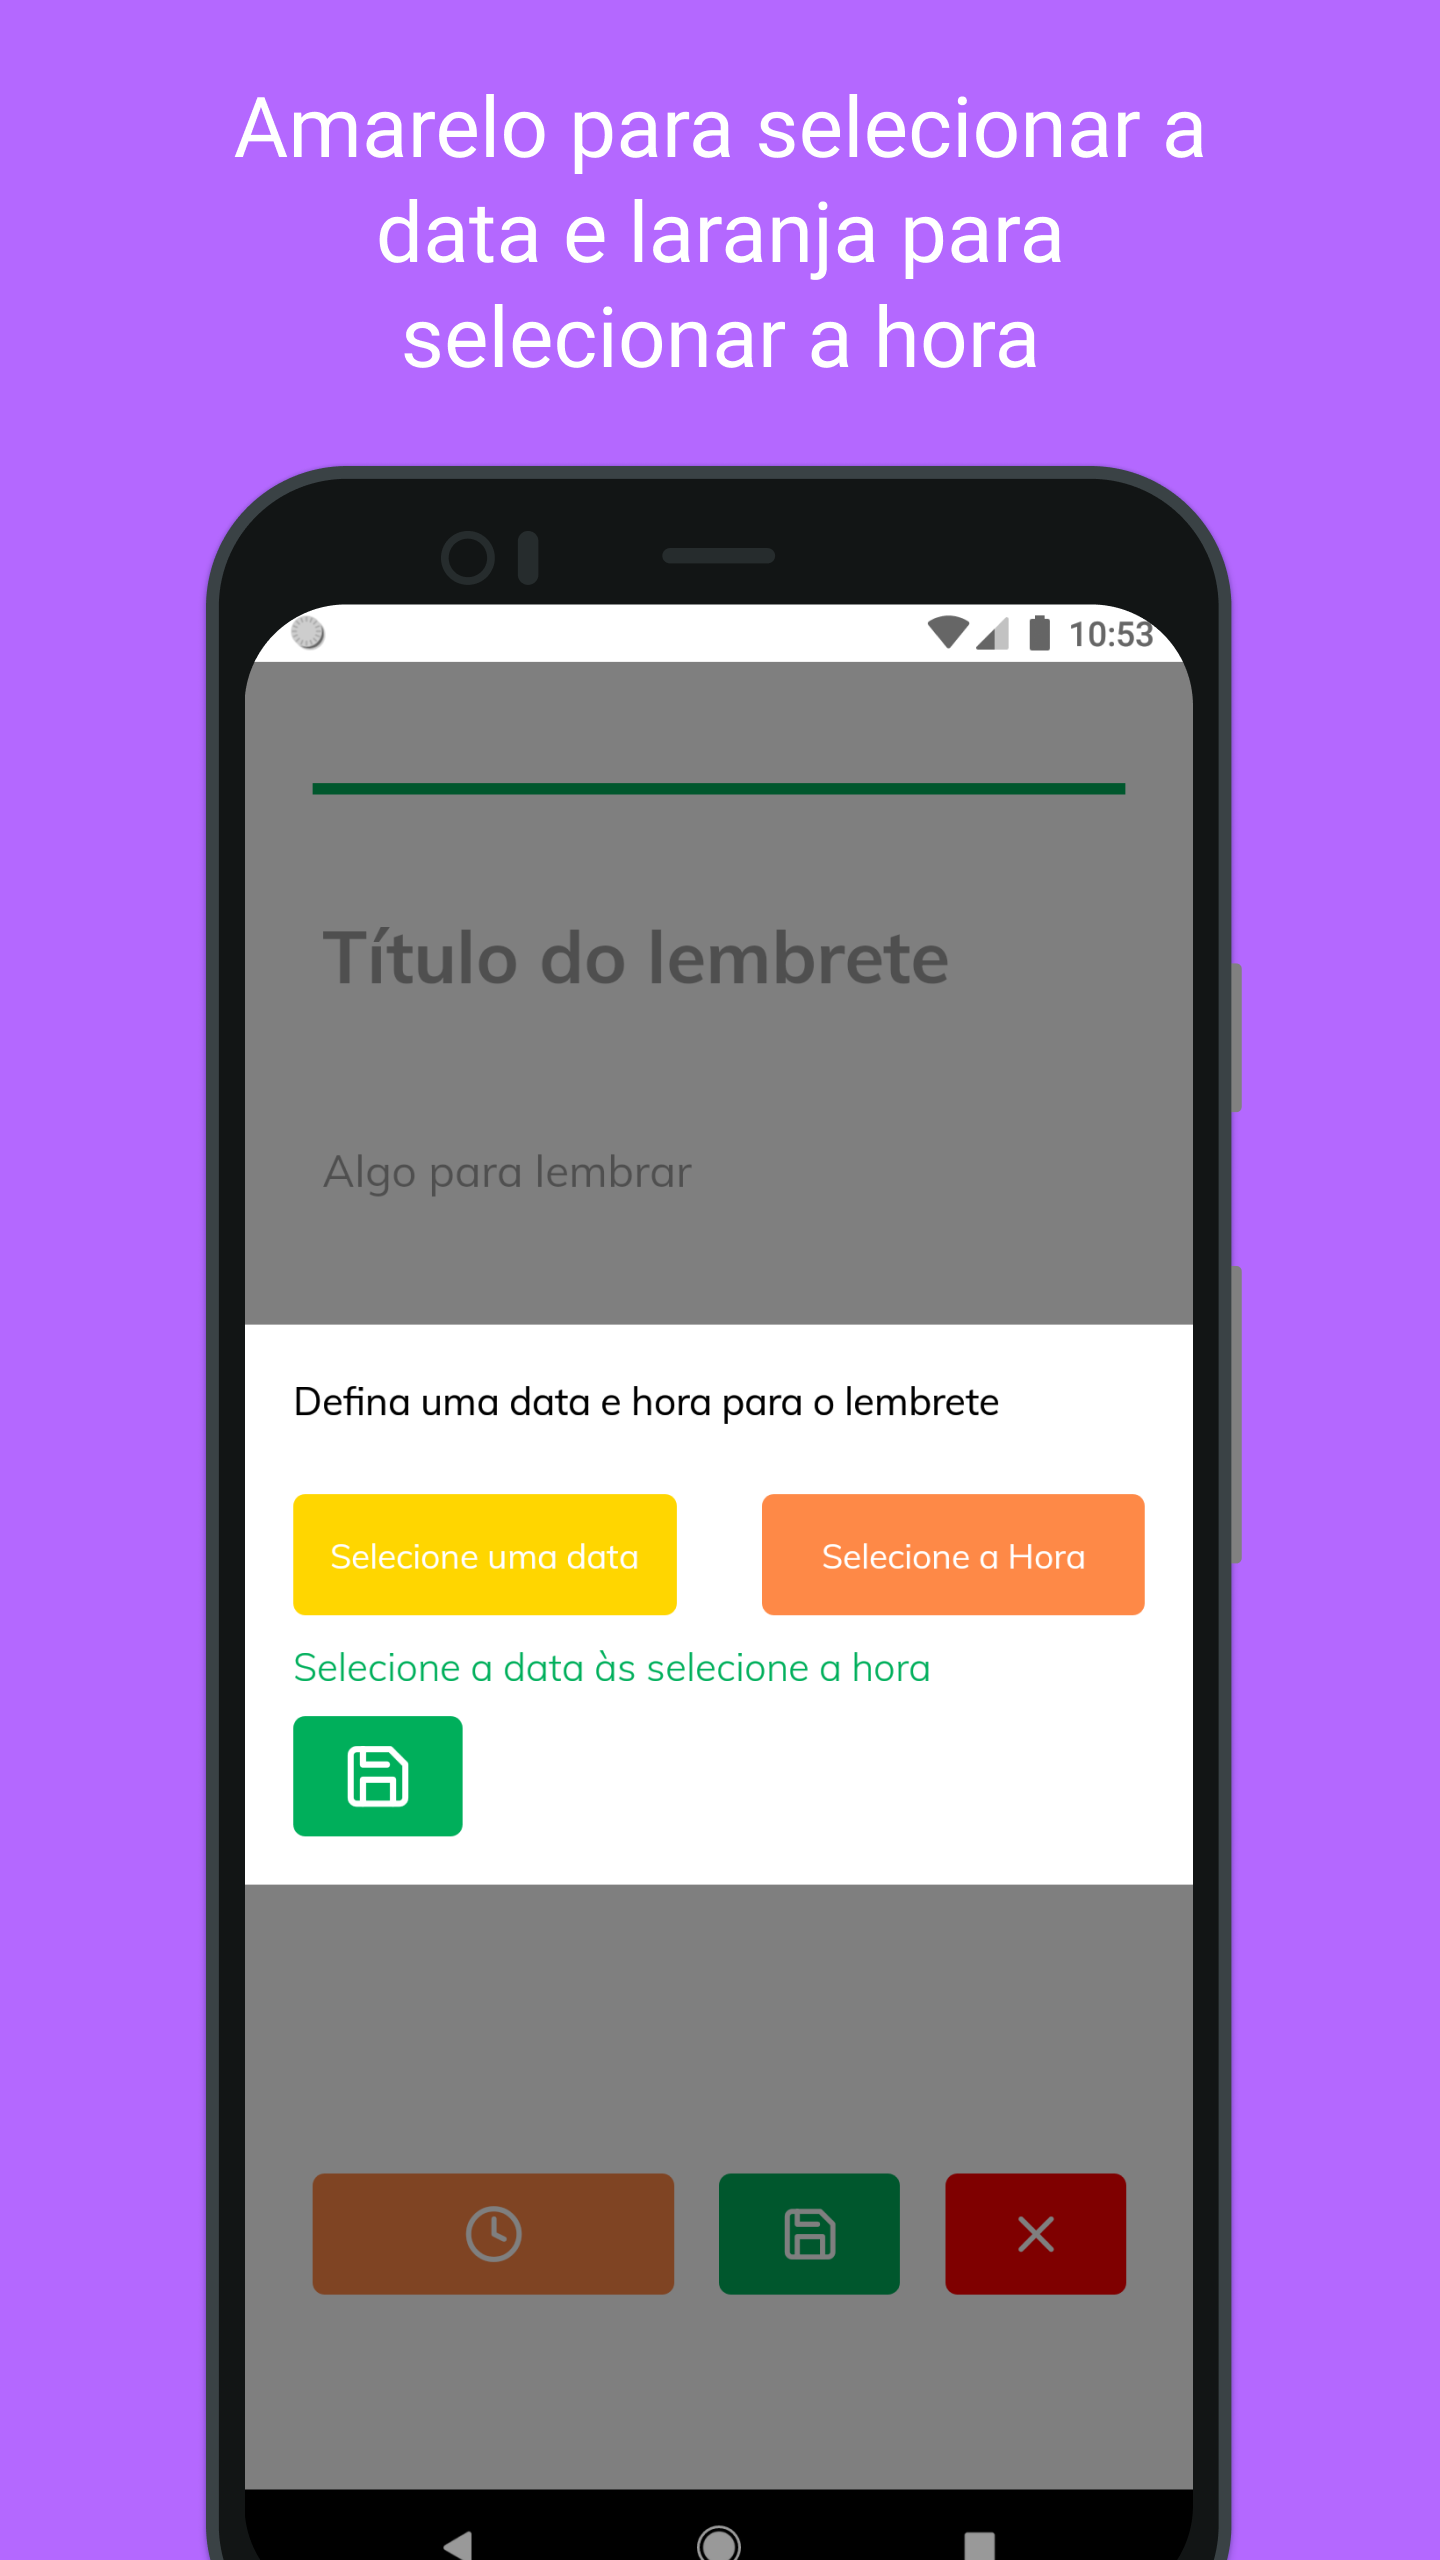 Amarelo para selecionar a
data e laranja para
selecionar a hora
10:53
Título do lembrete
Algo para lembrar
Defina uma data e hora para o lembrete
Selecione uma data
Selecione a Hora
Selecione a data às selecione a hora